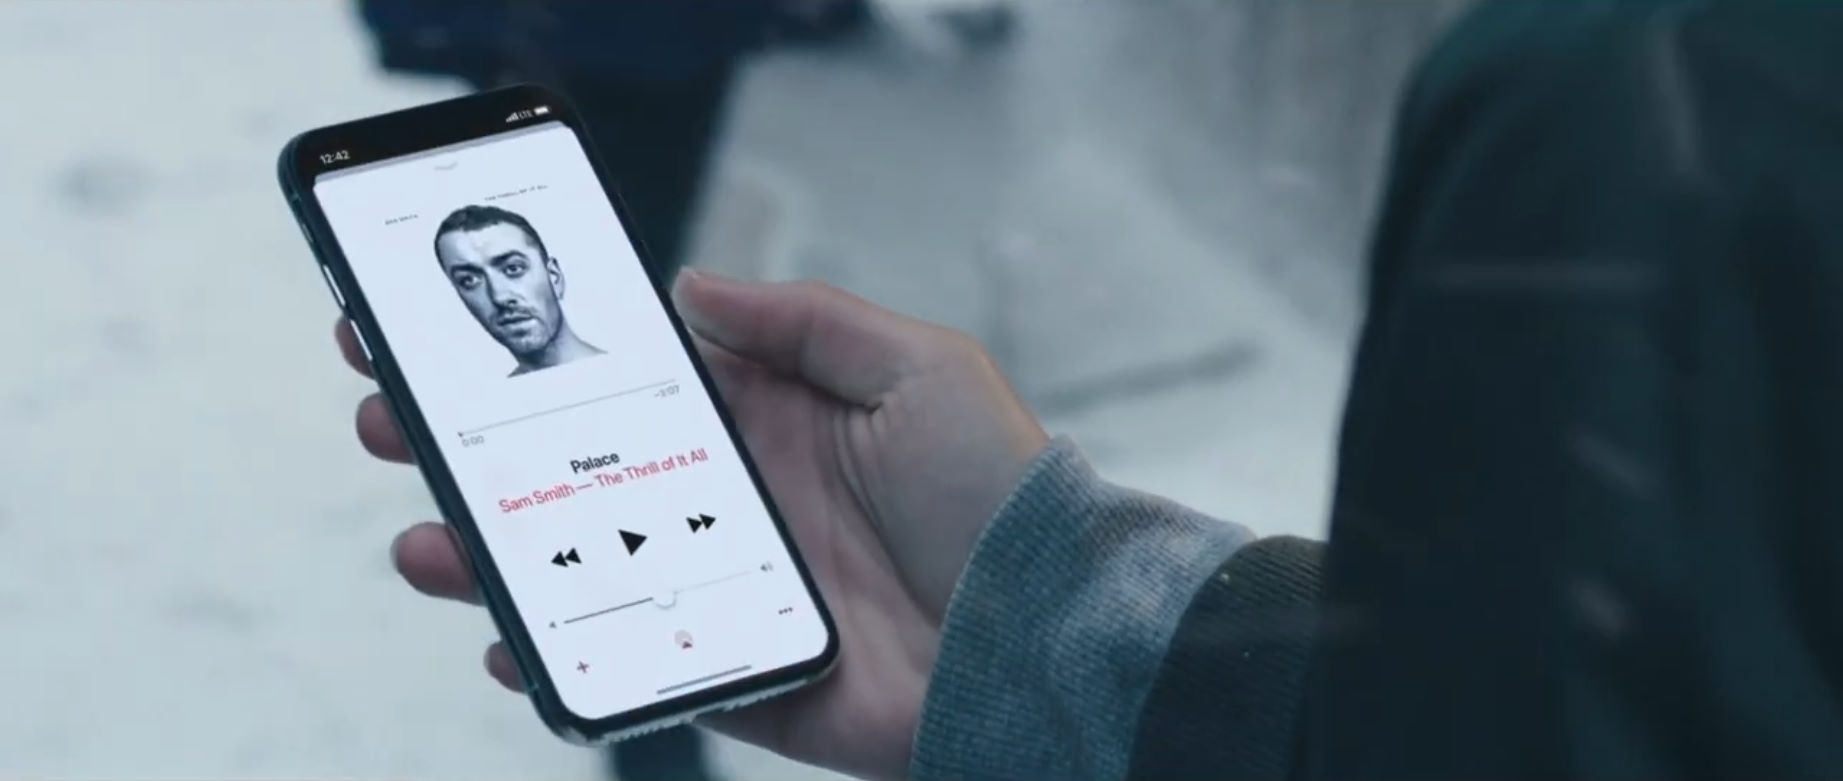 12:42
LTE
SAM SMITH
THE THRILL OF IT ALL
0:00
-3:07
Palace
Sam Smith — The Thrill of It All